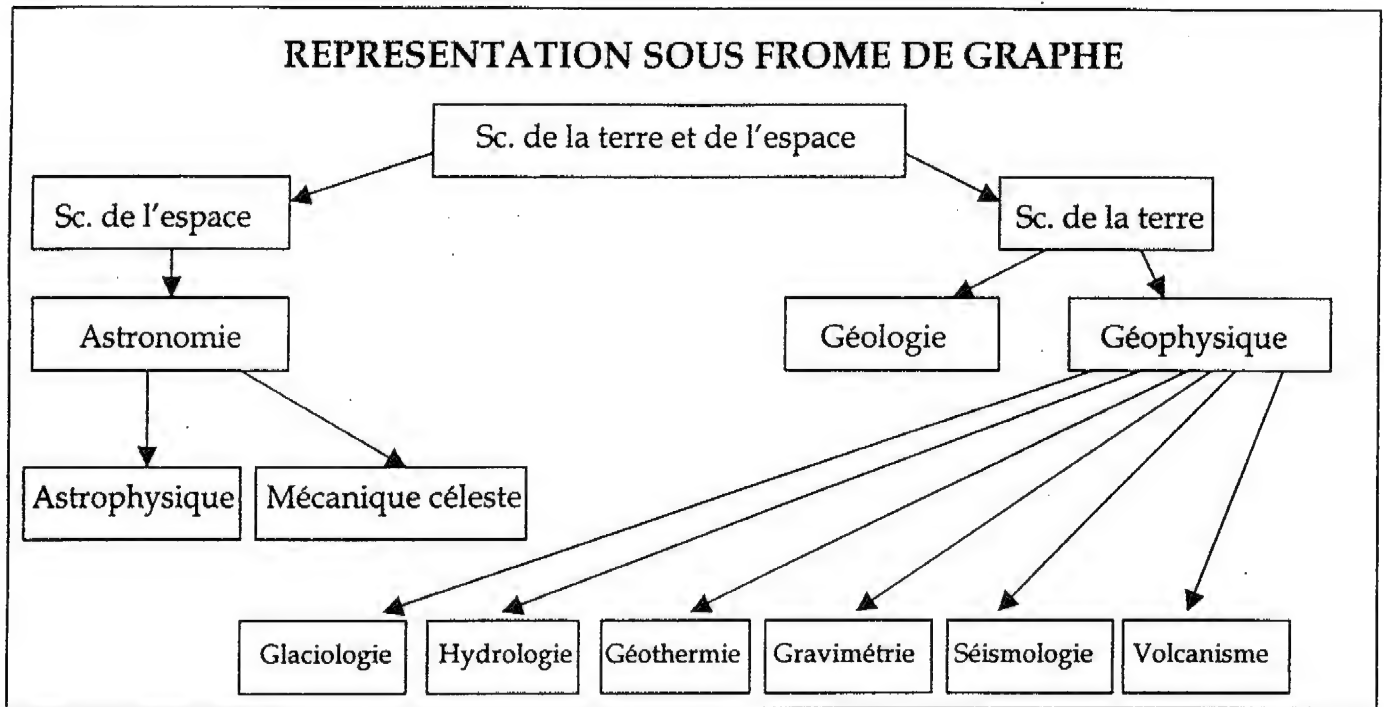 REPRESENTATION SOUS FROME DE GRAPHE
Sc. de la terre et de l'espace
Sc. de l'espace
Sc. de la terre
Astronomie
Géologie
Géophysique
Astrophysique
Mécanique céleste
Glaciologie
Hydrologie
Géothermie
Gravimétrie
Séismologie
Volcanisme